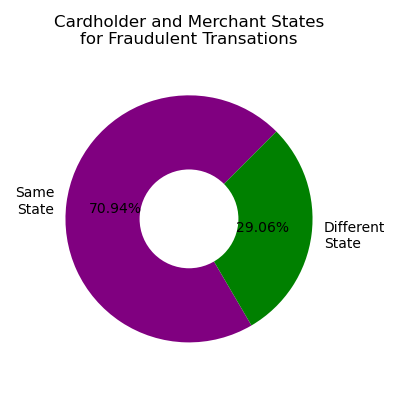 Cardholder and Merchant States
for Fraudulent Transations
Same
State
70.94%
29.06%
Different
State